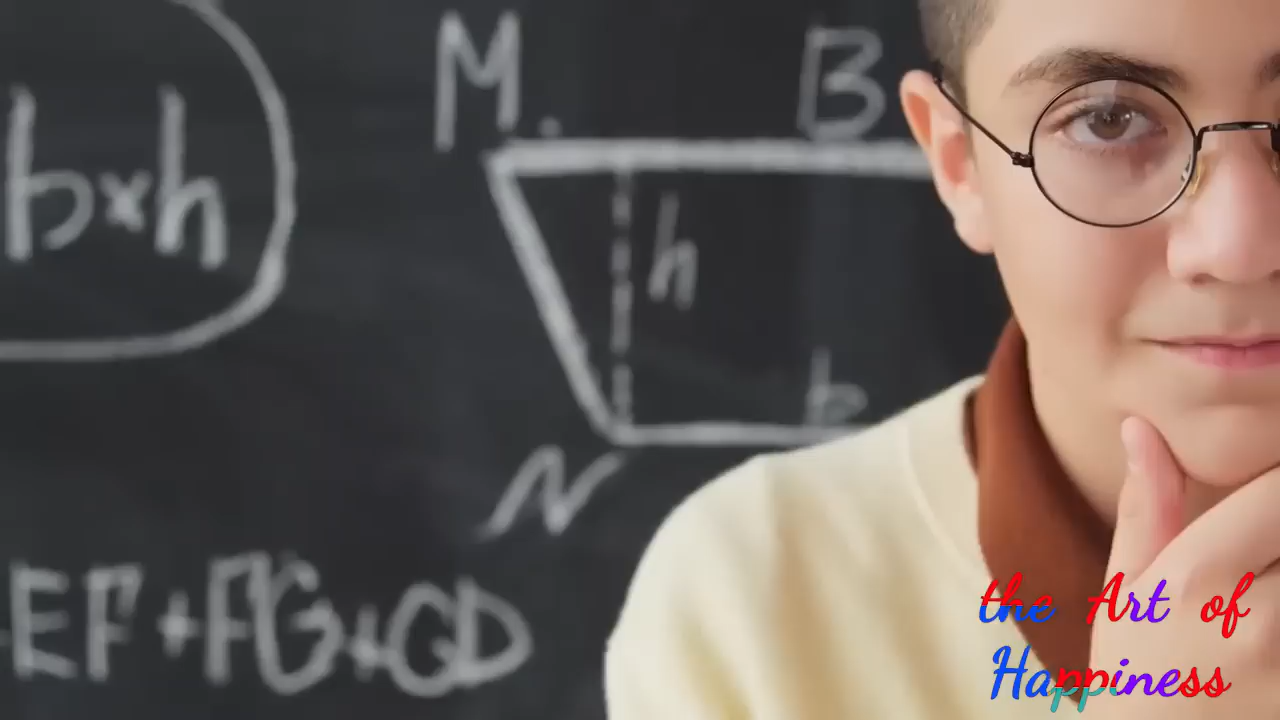 M. B
b×h
h
b
N
EF+FG+GD
the Art of
Happiness